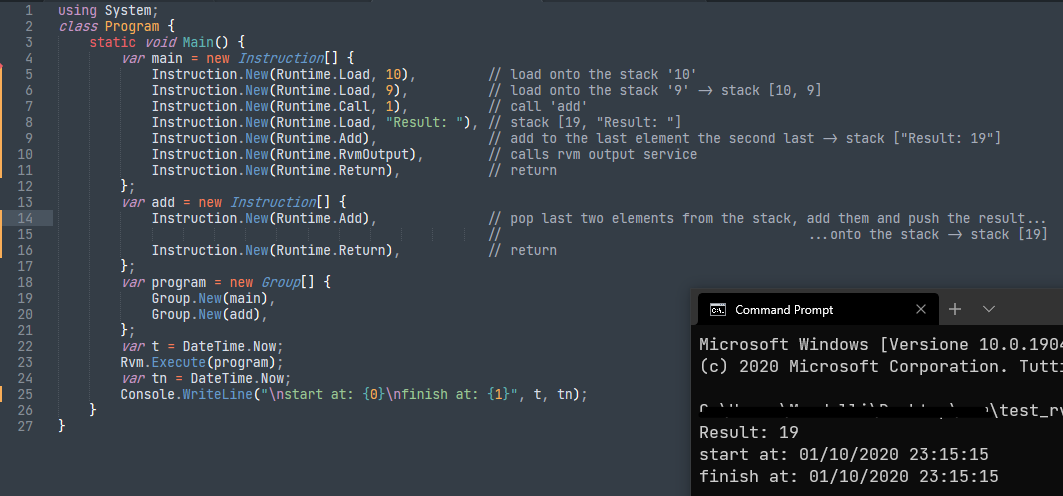 1 using System;
2 class Program {
3 static void Main() {
4 var main = new Instruction[] {
5 Instruction.New(Runtime.Load, 10), // load onto the stack '10'
6 Instruction.New(Runtime.Load, 9), // load onto the stack '9' -> stack [10, 9]
7 Instruction.New(Runtime.Call, 1), // call 'add'
8 Instruction.New(Runtime.Load, "Result: "), // stack [19, "Result: "]
9 Instruction.New(Runtime.Add), // add to the last element the second last -> stack ["Result: 19"]
10 Instruction.New(Runtime.RvmOutput), // calls rvm output service
11 Instruction.New(Runtime.Return), // return
12 };
13 var add = new Instruction[] {
14 Instruction.New(Runtime.Add), // pop last two elements from the stack, add them and push the result...
15 // ...onto the stack -> stack [19]
16 Instruction.New(Runtime.Return), // return
17 };
18 var program = new Group[] {
19 Group.New(main),
20 Group.New(add),
21 };
22 var t = DateTime.Now;
23 Rvm.Execute(program);
24 var tn = DateTime.Now;
25 Console.WriteLine("\nstart at: {0}\nfinish at: {1}", t, tn);
26 }
27 }
Command Prompt
Microsoft Windows [Versione 10.0.1904
(c) 2020 Microsoft Corporation. Tutti
\test_rv
Result: 19
start at: 01/10/2020 23:15:15
finish at: 01/10/2020 23:15:15